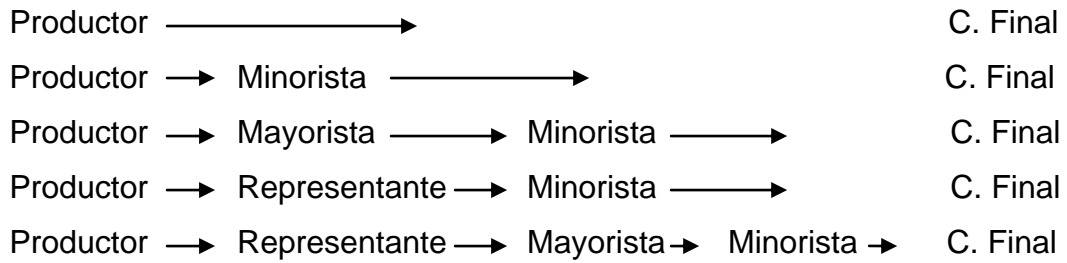 Productor C. Final
Productor Minorista C. Final
Productor Mayorista Minorista C. Final
Productor Representante Minorista C. Final
Productor Representante Mayorista Minorista C. Final